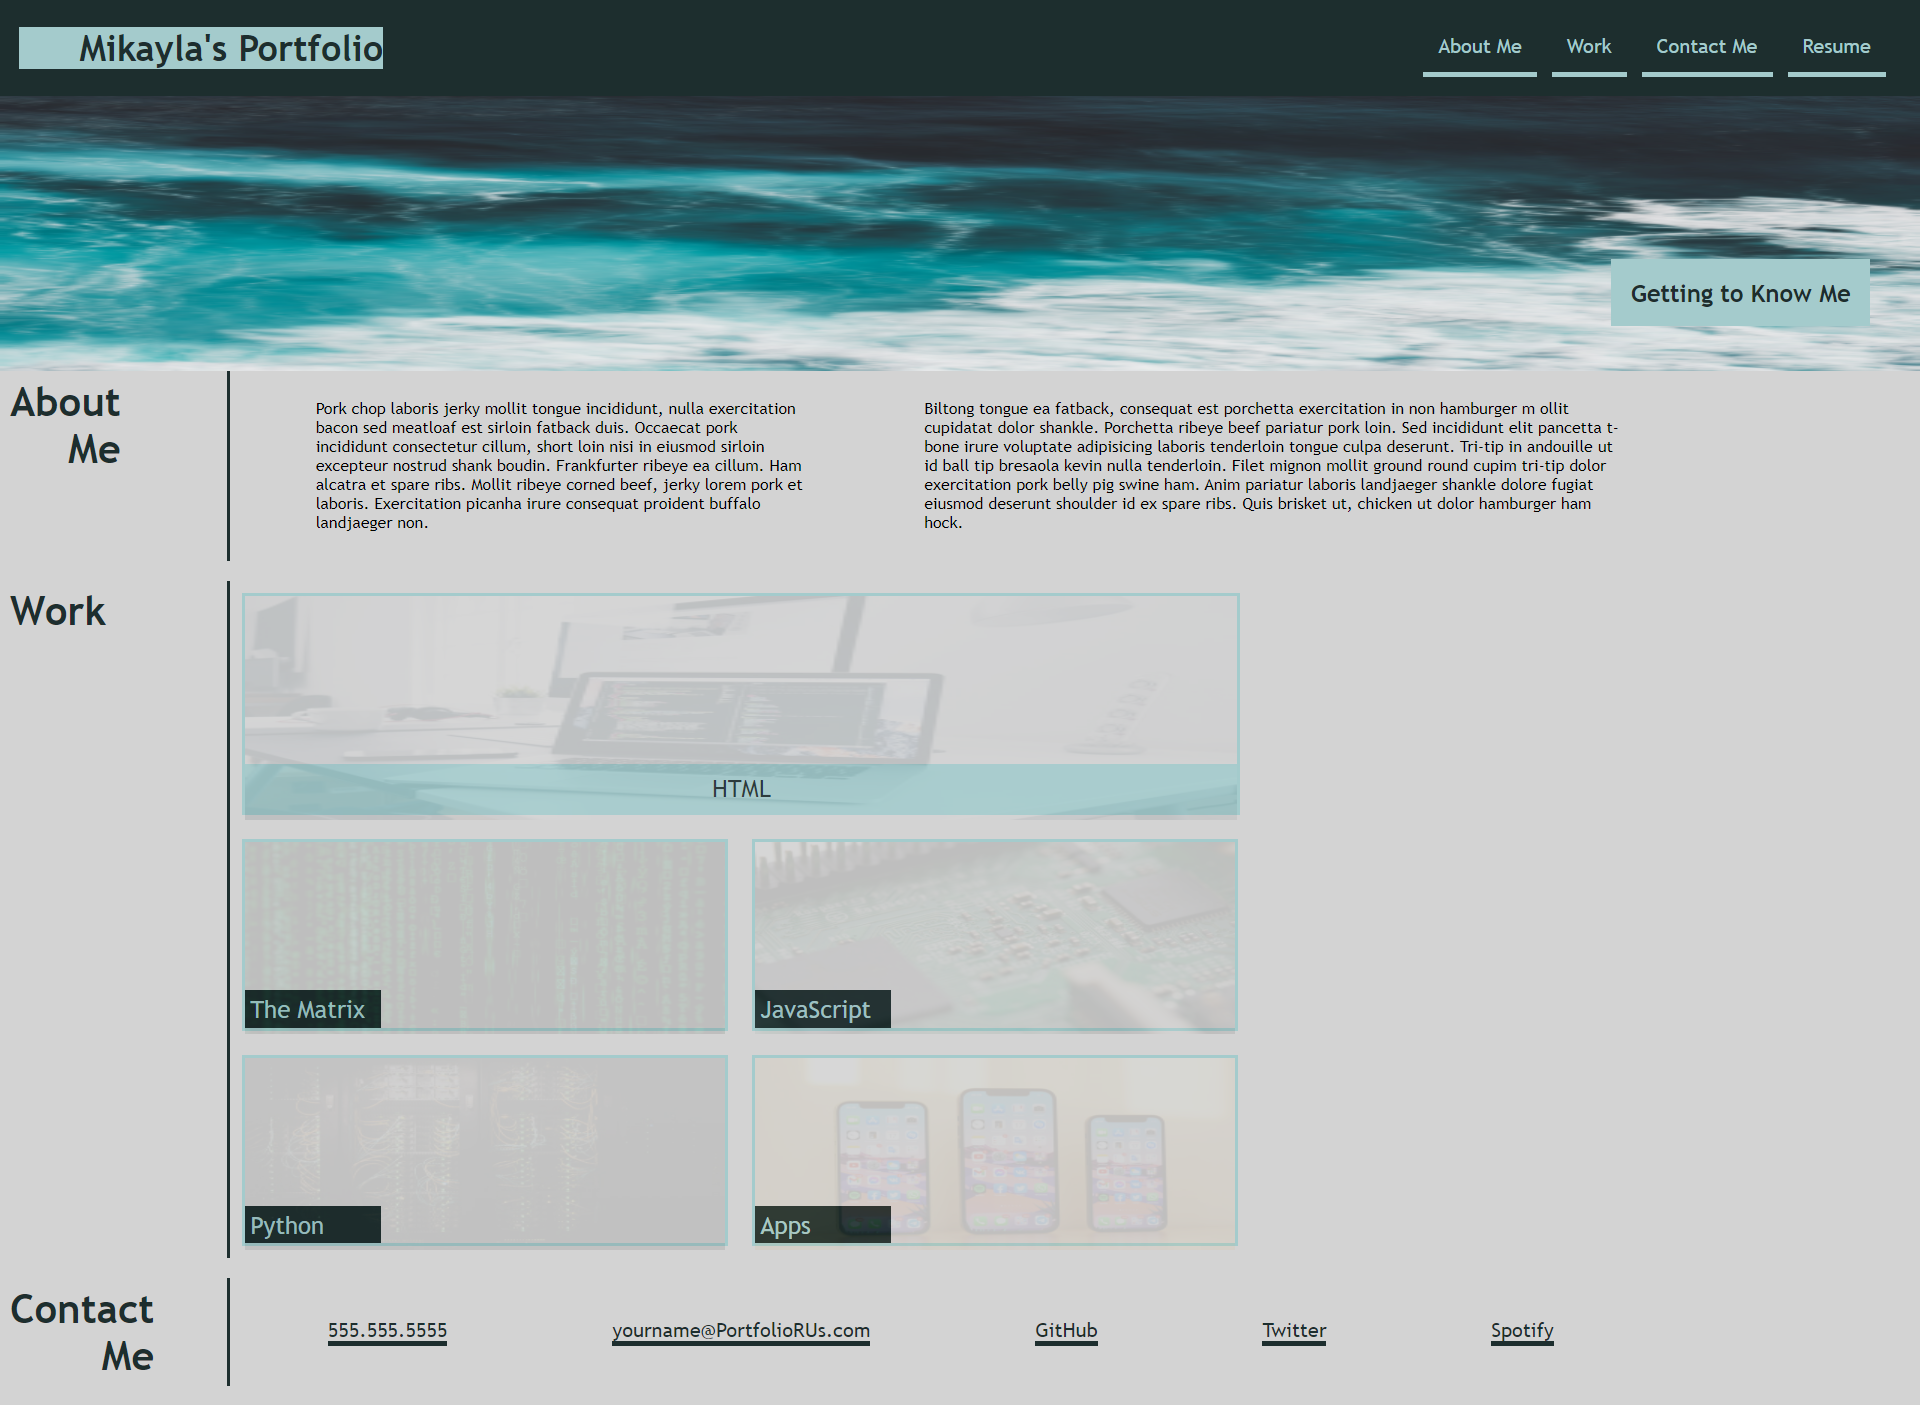 Mikayla's Portfolio
About Me
Work
Contact Me
Resume
Getting to Know Me
About
Me
Pork chop laboris jerky mollit tongue incididunt, nulla exercitation
bacon sed meatloaf est sirloin fatback duis. Occaecat pork
incididunt consectetur cillum, short loin nisi in eiusmod sirloin
excepteur nostrud shank boudin. Frankfurter ribeye ea cillum. Ham
alcatra et spare ribs. Mollit ribeye corned beef, jerky lorem pork et
laboris. Exercitation picanha irure consequat proident buffalo
landjaeger non.
Biltong tongue ea fatback, consequat est porchetta exercitation in non hamburger m ollit
cupidatat dolor shankle. Porchetta ribeye beef pariatur pork loin. Sed incididunt elit pancetta t-
bone irure voluptate adipisicing laboris tenderloin tongue culpa deserunt. Tri-tip in andouille ut
id ball tip bresaola kevin nulla tenderloin. Filet mignon mollit ground round cupim tri-tip dolor
exercitation pork belly pig swine ham. Anim pariatur laboris landjaeger shankle dolore fugiat
eiusmod deserunt shoulder id ex spare ribs. Quis brisket ut, chicken ut dolor hamburger ham
hock.
Work
HTML
The Matrix
JavaScript
Python
Apps
Contact
Me
555.555.5555
yourname@PortfolioRUs.com
GitHub
Twitter
Spotify